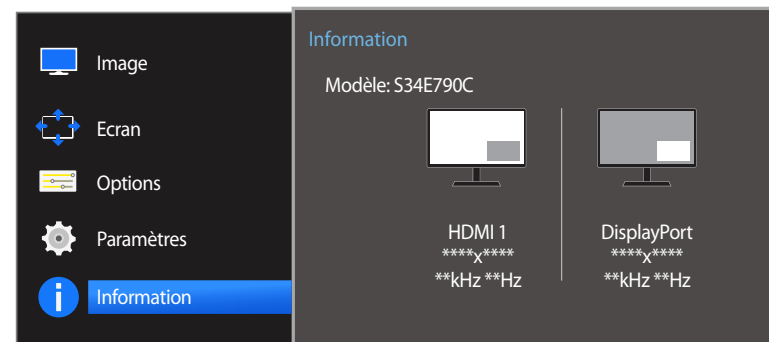 Image
Ecran
Options
Paramètres
Information
Information
Modèle: S34E790C
HDMI 1
****x****
**kHz **Hz
DisplayPort
****x****
**kHz **Hz